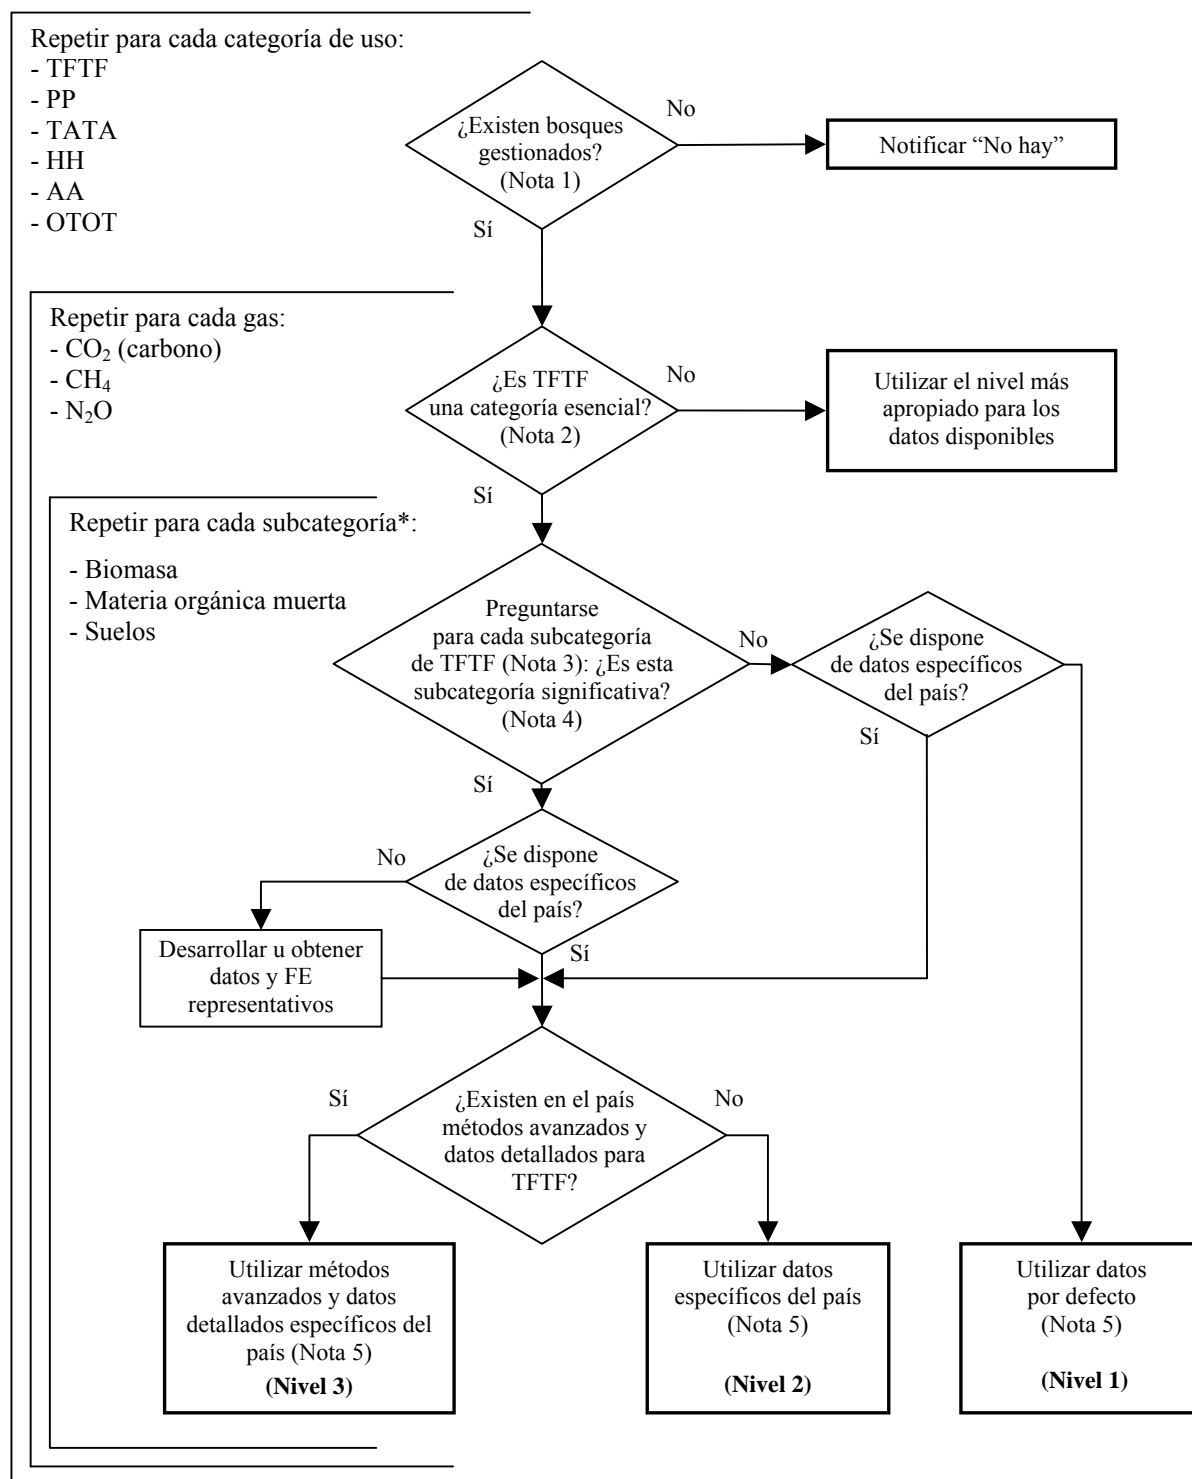 Repetir para cada categoría de uso:
- TFTF
- PP
- TATA
- HH
- AA
- OTOT
¿Existen bosques
gestionados?
(Nota 1)
No
Notificar “No hay”
Sí
Repetir para cada gas:
- CO₂ (carbono)
- CH₄
- N₂O
¿Es TFTF
una categoría esencial?
(Nota 2)
No
Utilizar el nivel más
apropiado para los
datos disponibles
Sí
Repetir para cada subcategoría*:
- Biomasa
- Materia orgánica muerta
- Suelos
Preguntarse
para cada subcategoría
de TFTF (Nota 3): ¿Es esta
subcategoría significativa?
(Nota 4)
No
¿Se dispone
de datos específicos
del país?
Sí
Sí
No
¿Se dispone
de datos específicos
del país?
Sí
Desarrollar u obtener
datos y FE
representativos
Sí
¿Existen en el país
métodos avanzados y
datos detallados para
TFTF?
No
Utilizar métodos
avanzados y datos
detallados específicos del
país (Nota 5)
(Nivel 3)
Utilizar datos
específicos del país
(Nota 5)
(Nivel 2)
Utilizar datos
por defecto
(Nota 5)
(Nivel 1)